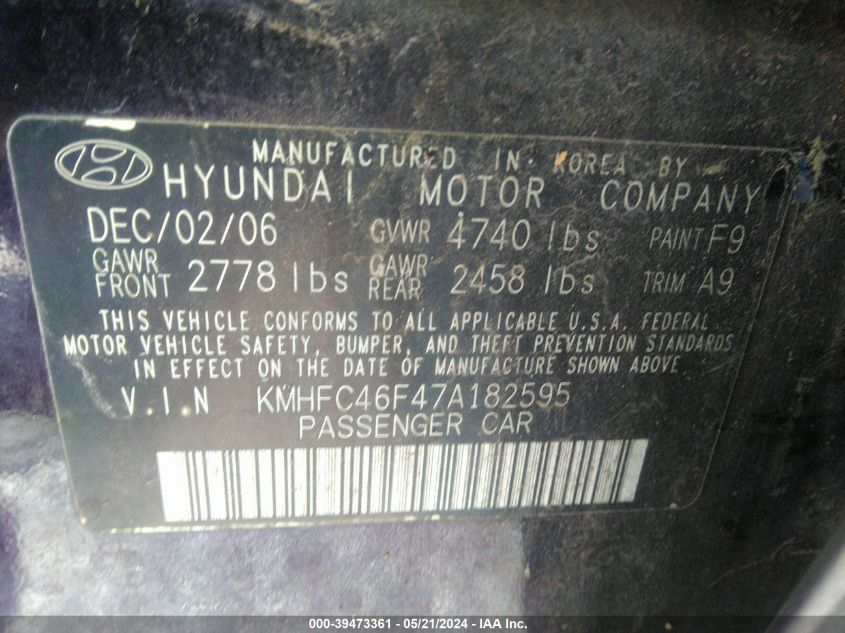 MANUFACTURED IN KOREA BY
HYUNDAI MOTOR COMPANY
DEC/02/06 GVWR 4740 lbs PAINT F9
GAWR FRONT 2778 lbs GAWR REAR 2458 lbs TRIM A9
THIS VEHICLE CONFORMS TO ALL APPLICABLE U.S.A. FEDERAL
MOTOR VEHICLE SAFETY, BUMPER, AND THEFT PREVENTION STANDARDS
IN EFFECT ON THE DATE OF MANUFACTURE SHOWN ABOVE.
V.I.N KMHFC46F47A182595
PASSENGER CAR
000-39473361 - 05/21/2024 - IAA Inc.